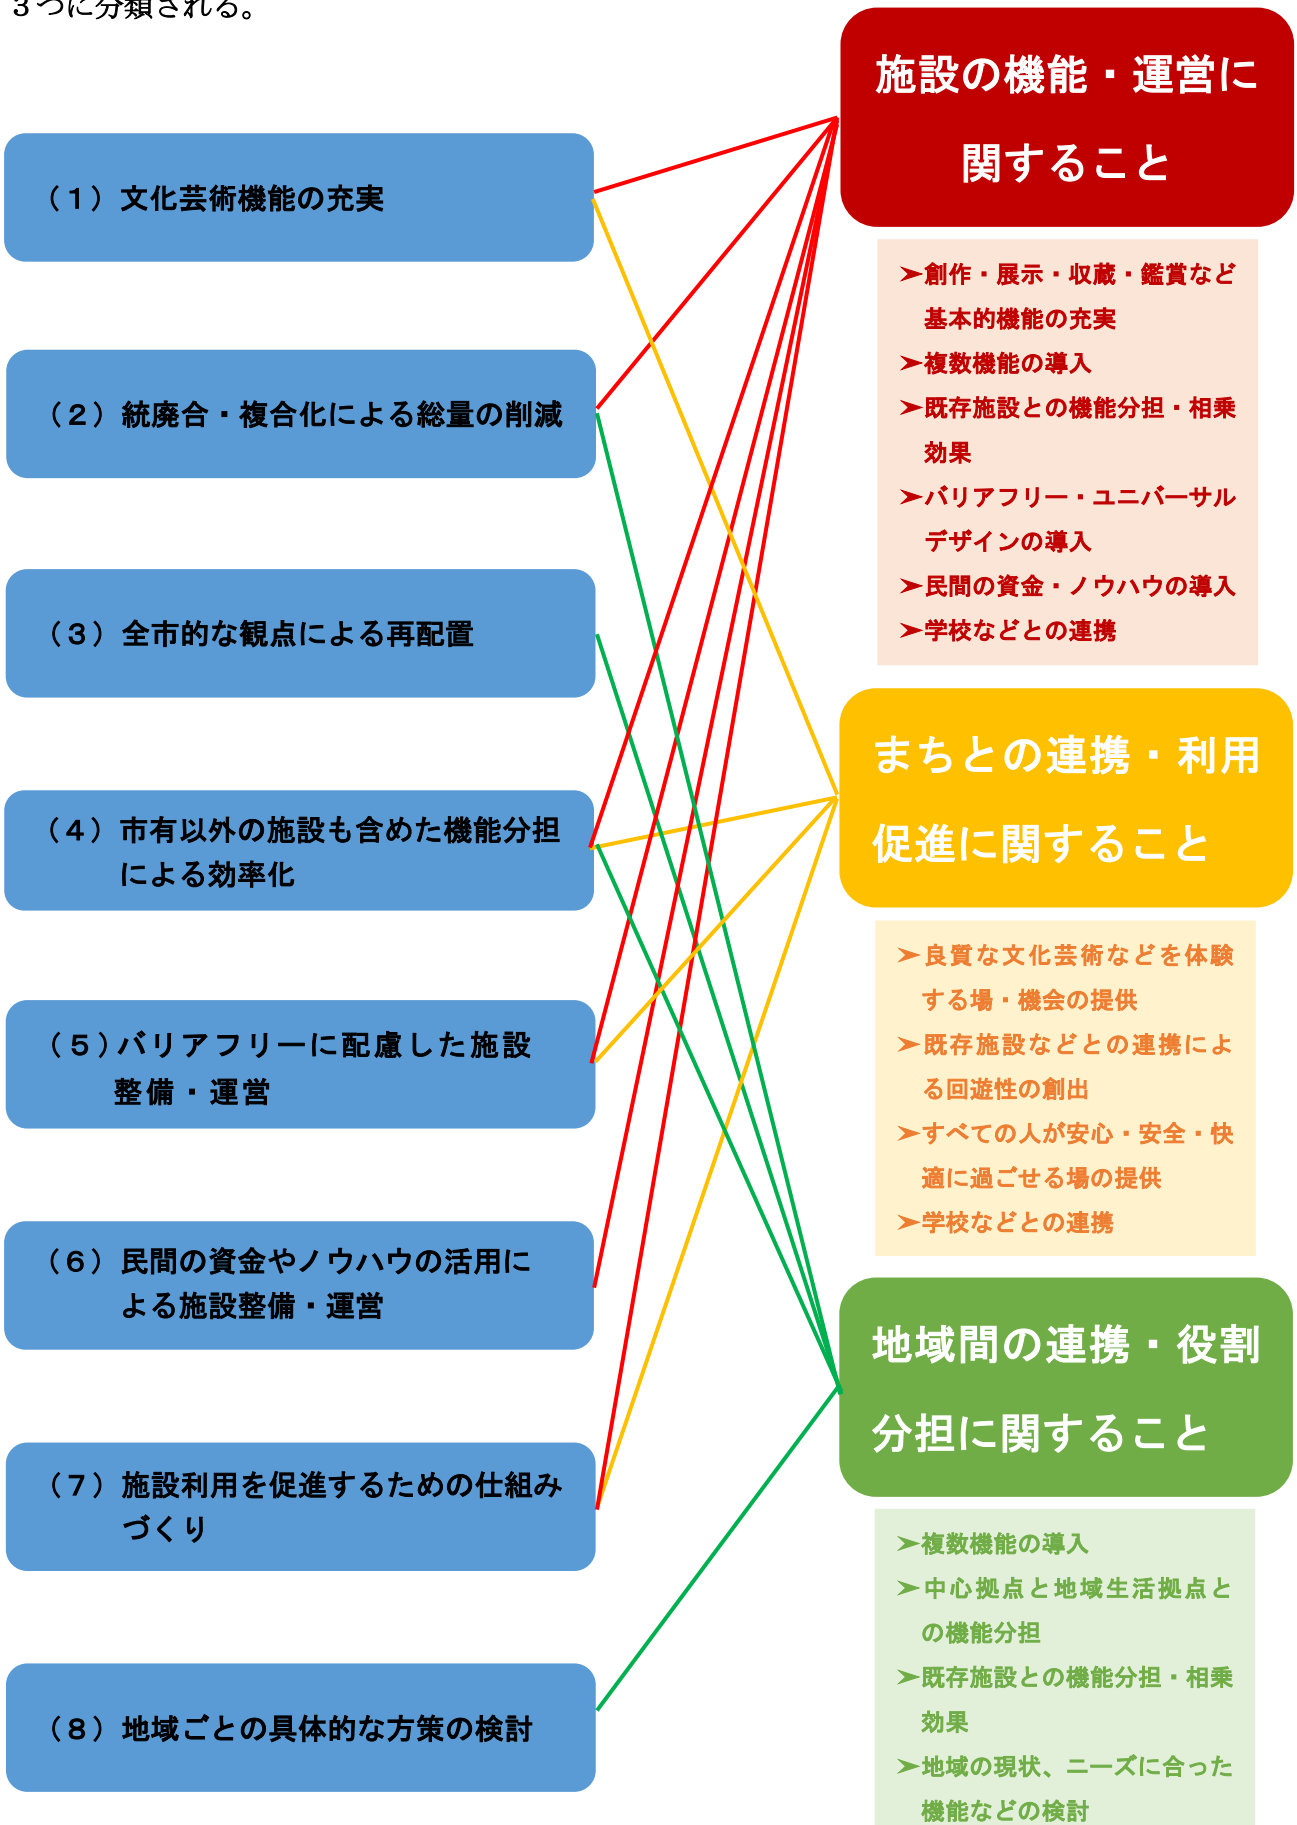 ３つに分類される。
（１）文化芸術機能の充実
（２）統廃合・複合化による総量の削減
（３）全市的な観点による再配置
（４）市有以外の施設も含めた機能分担
による効率化
（５）バリアフリーに配慮した施設
整備・運営
（６）民間の資金やノウハウの活用に
よる施設整備・運営
（７）施設利用を促進するための仕組み
づくり
（８）地域ごとの具体的な方策の検討
施設の機能・運営に
関すること
➢創作・展示・収蔵・鑑賞など
基本的機能の充実
➢複数機能の導入
➢既存施設との機能分担・相乗
効果
➢バリアフリー・ユニバーサル
デザインの導入
➢民間の資金・ノウハウの導入
➢学校などとの連携
まちとの連携・利用
促進に関すること
➢良質な文化芸術などを体験
する場・機会の提供
➢既存施設などとの連携によ
る回遊性の創出
➢すべての人が安心・安全・快
適に過ごせる場の提供
➢学校などとの連携
地域間の連携・役割
分担に関すること
➢複数機能の導入
➢中心拠点と地域生活拠点と
の機能分担
➢既存施設との機能分担・相乗
効果
➢地域の現状、ニーズに合った
機能などの検討